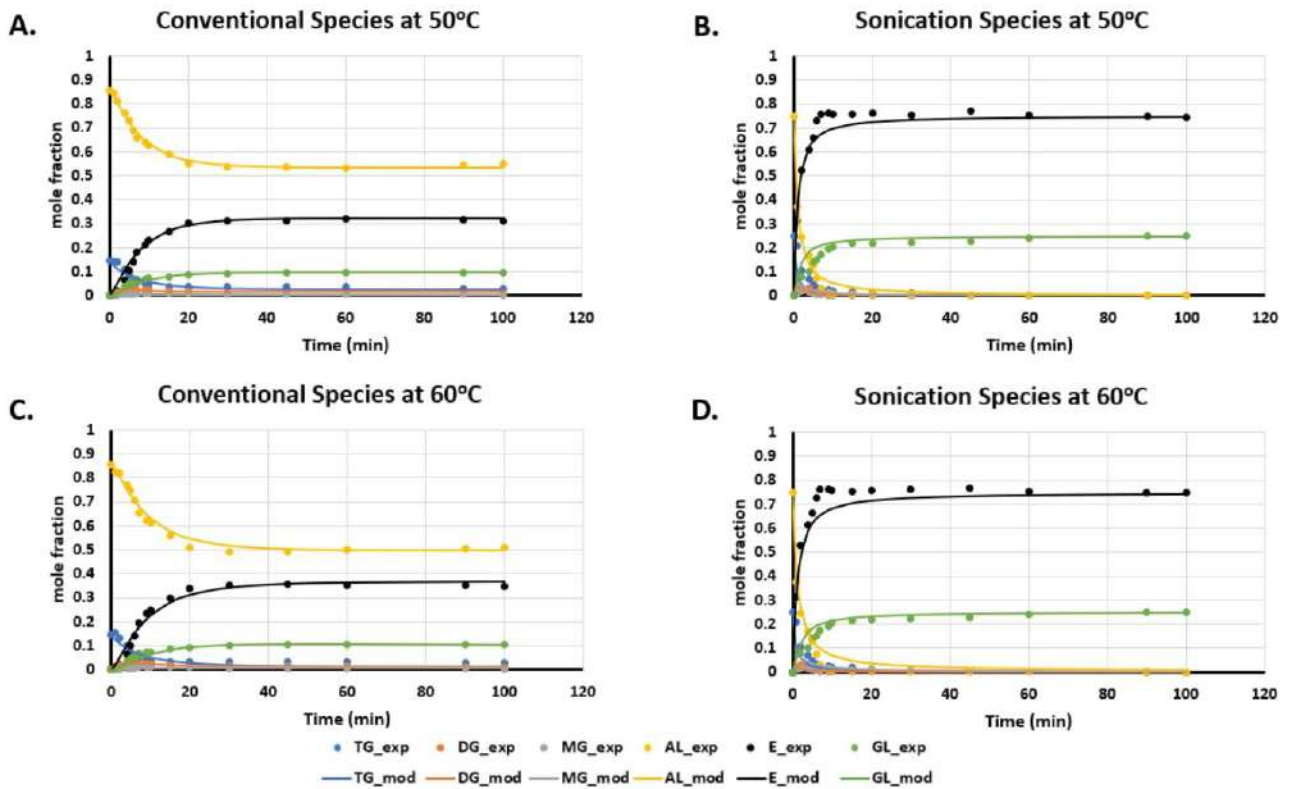 A.
Conventional Species at 50°C
mole fraction
1
0.9
0.8
0.7
0.6
0.5
0.4
0.3
0.2
0.1
0
0 20 40 60 80 100 120
Time (min)
B.
Sonication Species at 50°C
mole fraction
1
0.9
0.8
0.7
0.6
0.5
0.4
0.3
0.2
0.1
0
0 20 40 60 80 100 120
Time (min)
C.
Conventional Species at 60°C
mole fraction
1
0.9
0.8
0.7
0.6
0.5
0.4
0.3
0.2
0.1
0
0 20 40 60 80 100 120
Time (min)
D.
Sonication Species at 60°C
mole fraction
1
0.9
0.8
0.7
0.6
0.5
0.4
0.3
0.2
0.1
0
0 20 40 60 80 100 120
Time (min)
TG_exp DG_exp MG_exp AL_exp E_exp GL_exp
TG_mod DG_mod MG_mod AL_mod E_mod GL_mod